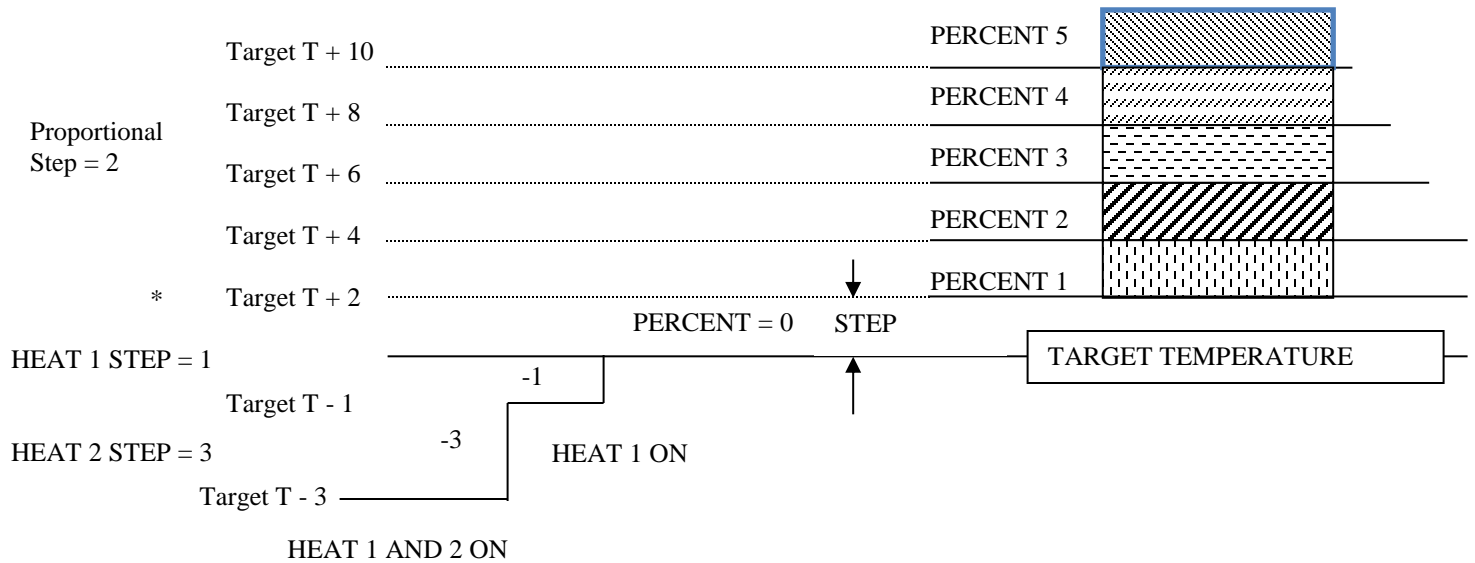 PERCENT 5
Target T + 10
PERCENT 4
Target T + 8
Proportional
Step = 2
PERCENT 3
Target T + 6
PERCENT 2
Target T + 4
PERCENT 1
* Target T + 2
PERCENT = 0 STEP
HEAT 1 STEP = 1
TARGET TEMPERATURE
-1
Target T - 1
-3
HEAT 2 STEP = 3
HEAT 1 ON
Target T - 3
HEAT 1 AND 2 ON